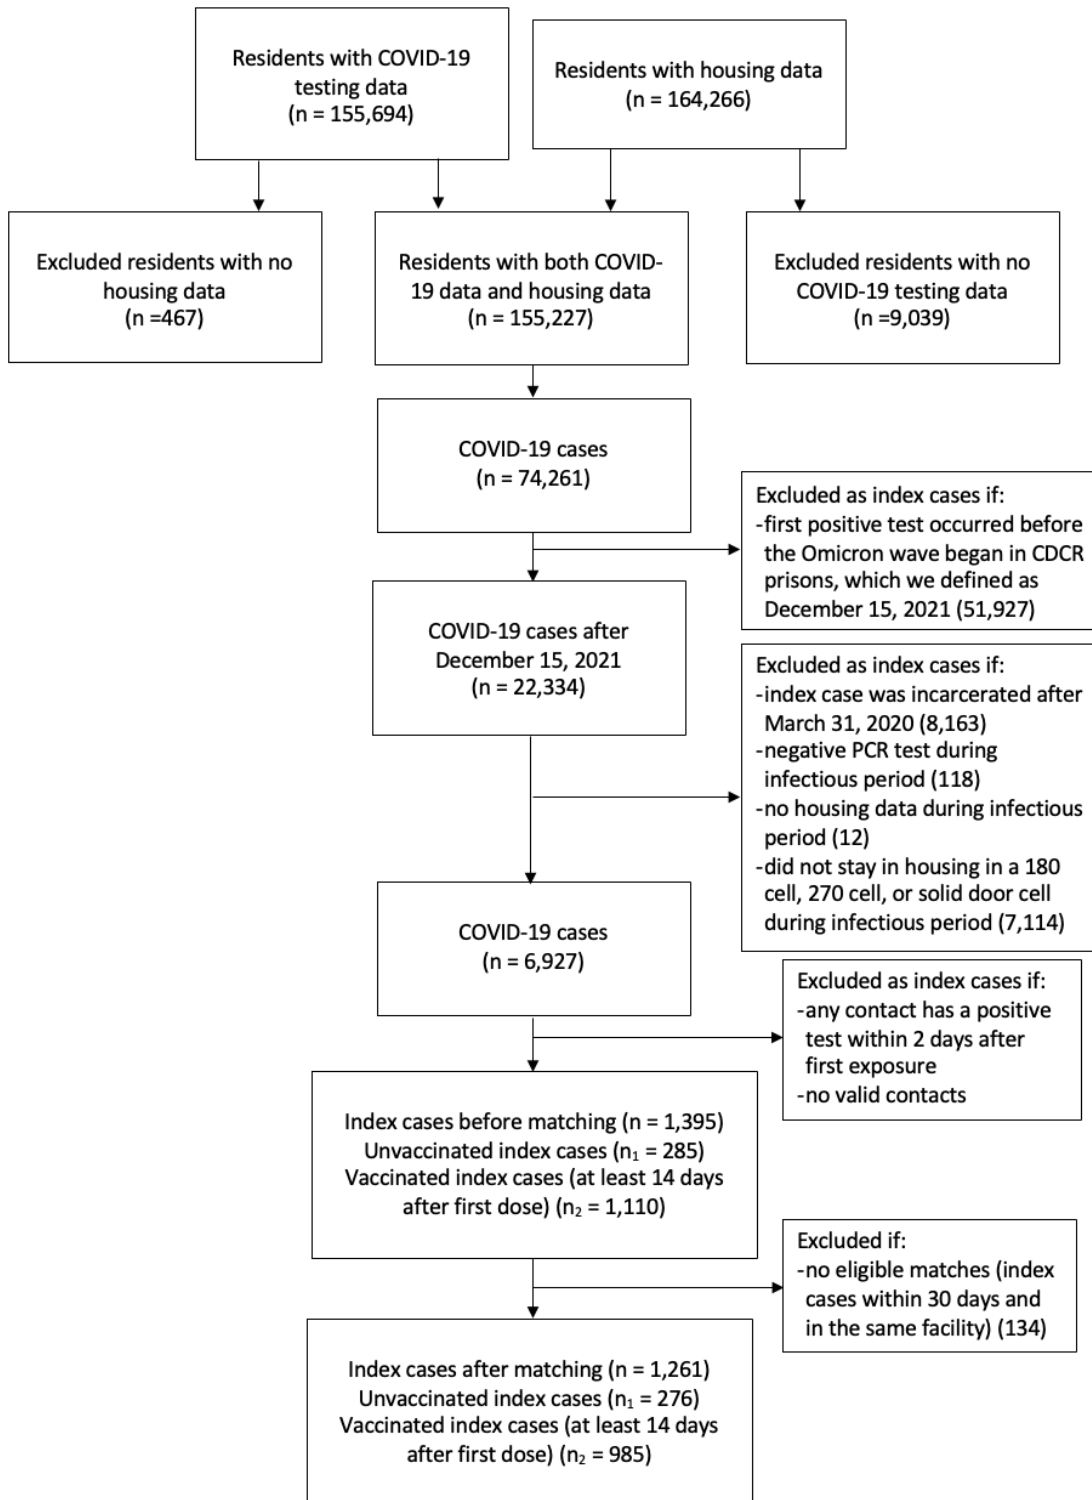 Residents with COVID-19
testing data
(n = 155,694)
Residents with housing data
(n = 164,266)
Excluded residents with no
housing data
(n =467)
Residents with both COVID-
19 data and housing data
(n = 155,227)
Excluded residents with no
COVID-19 testing data
(n =9,039)
COVID-19 cases
(n = 74,261)
Excluded as index cases if:
-first positive test occurred before
the Omicron wave began in CDCR
prisons, which we defined as
December 15, 2021 (51,927)
COVID-19 cases after
December 15, 2021
(n = 22,334)
Excluded as index cases if:
-index case was incarcerated after
March 31, 2020 (8,163)
-negative PCR test during
infectious period (118)
-no housing data during infectious
period (12)
-did not stay in housing in a 180
cell, 270 cell, or solid door cell
during infectious period (7,114)
COVID-19 cases
(n = 6,927)
Excluded as index cases if:
-any contact has a positive
test within 2 days after
first exposure
-no valid contacts
Index cases before matching (n = 1,395)
Unvaccinated index cases (n₁ = 285)
Vaccinated index cases (at least 14 days
after first dose) (n₂ = 1,110)
Excluded if:
-no eligible matches (index
cases within 30 days and
in the same facility) (134)
Index cases after matching (n = 1,261)
Unvaccinated index cases (n₁ = 276)
Vaccinated index cases (at least 14 days
after first dose) (n₂ = 985)